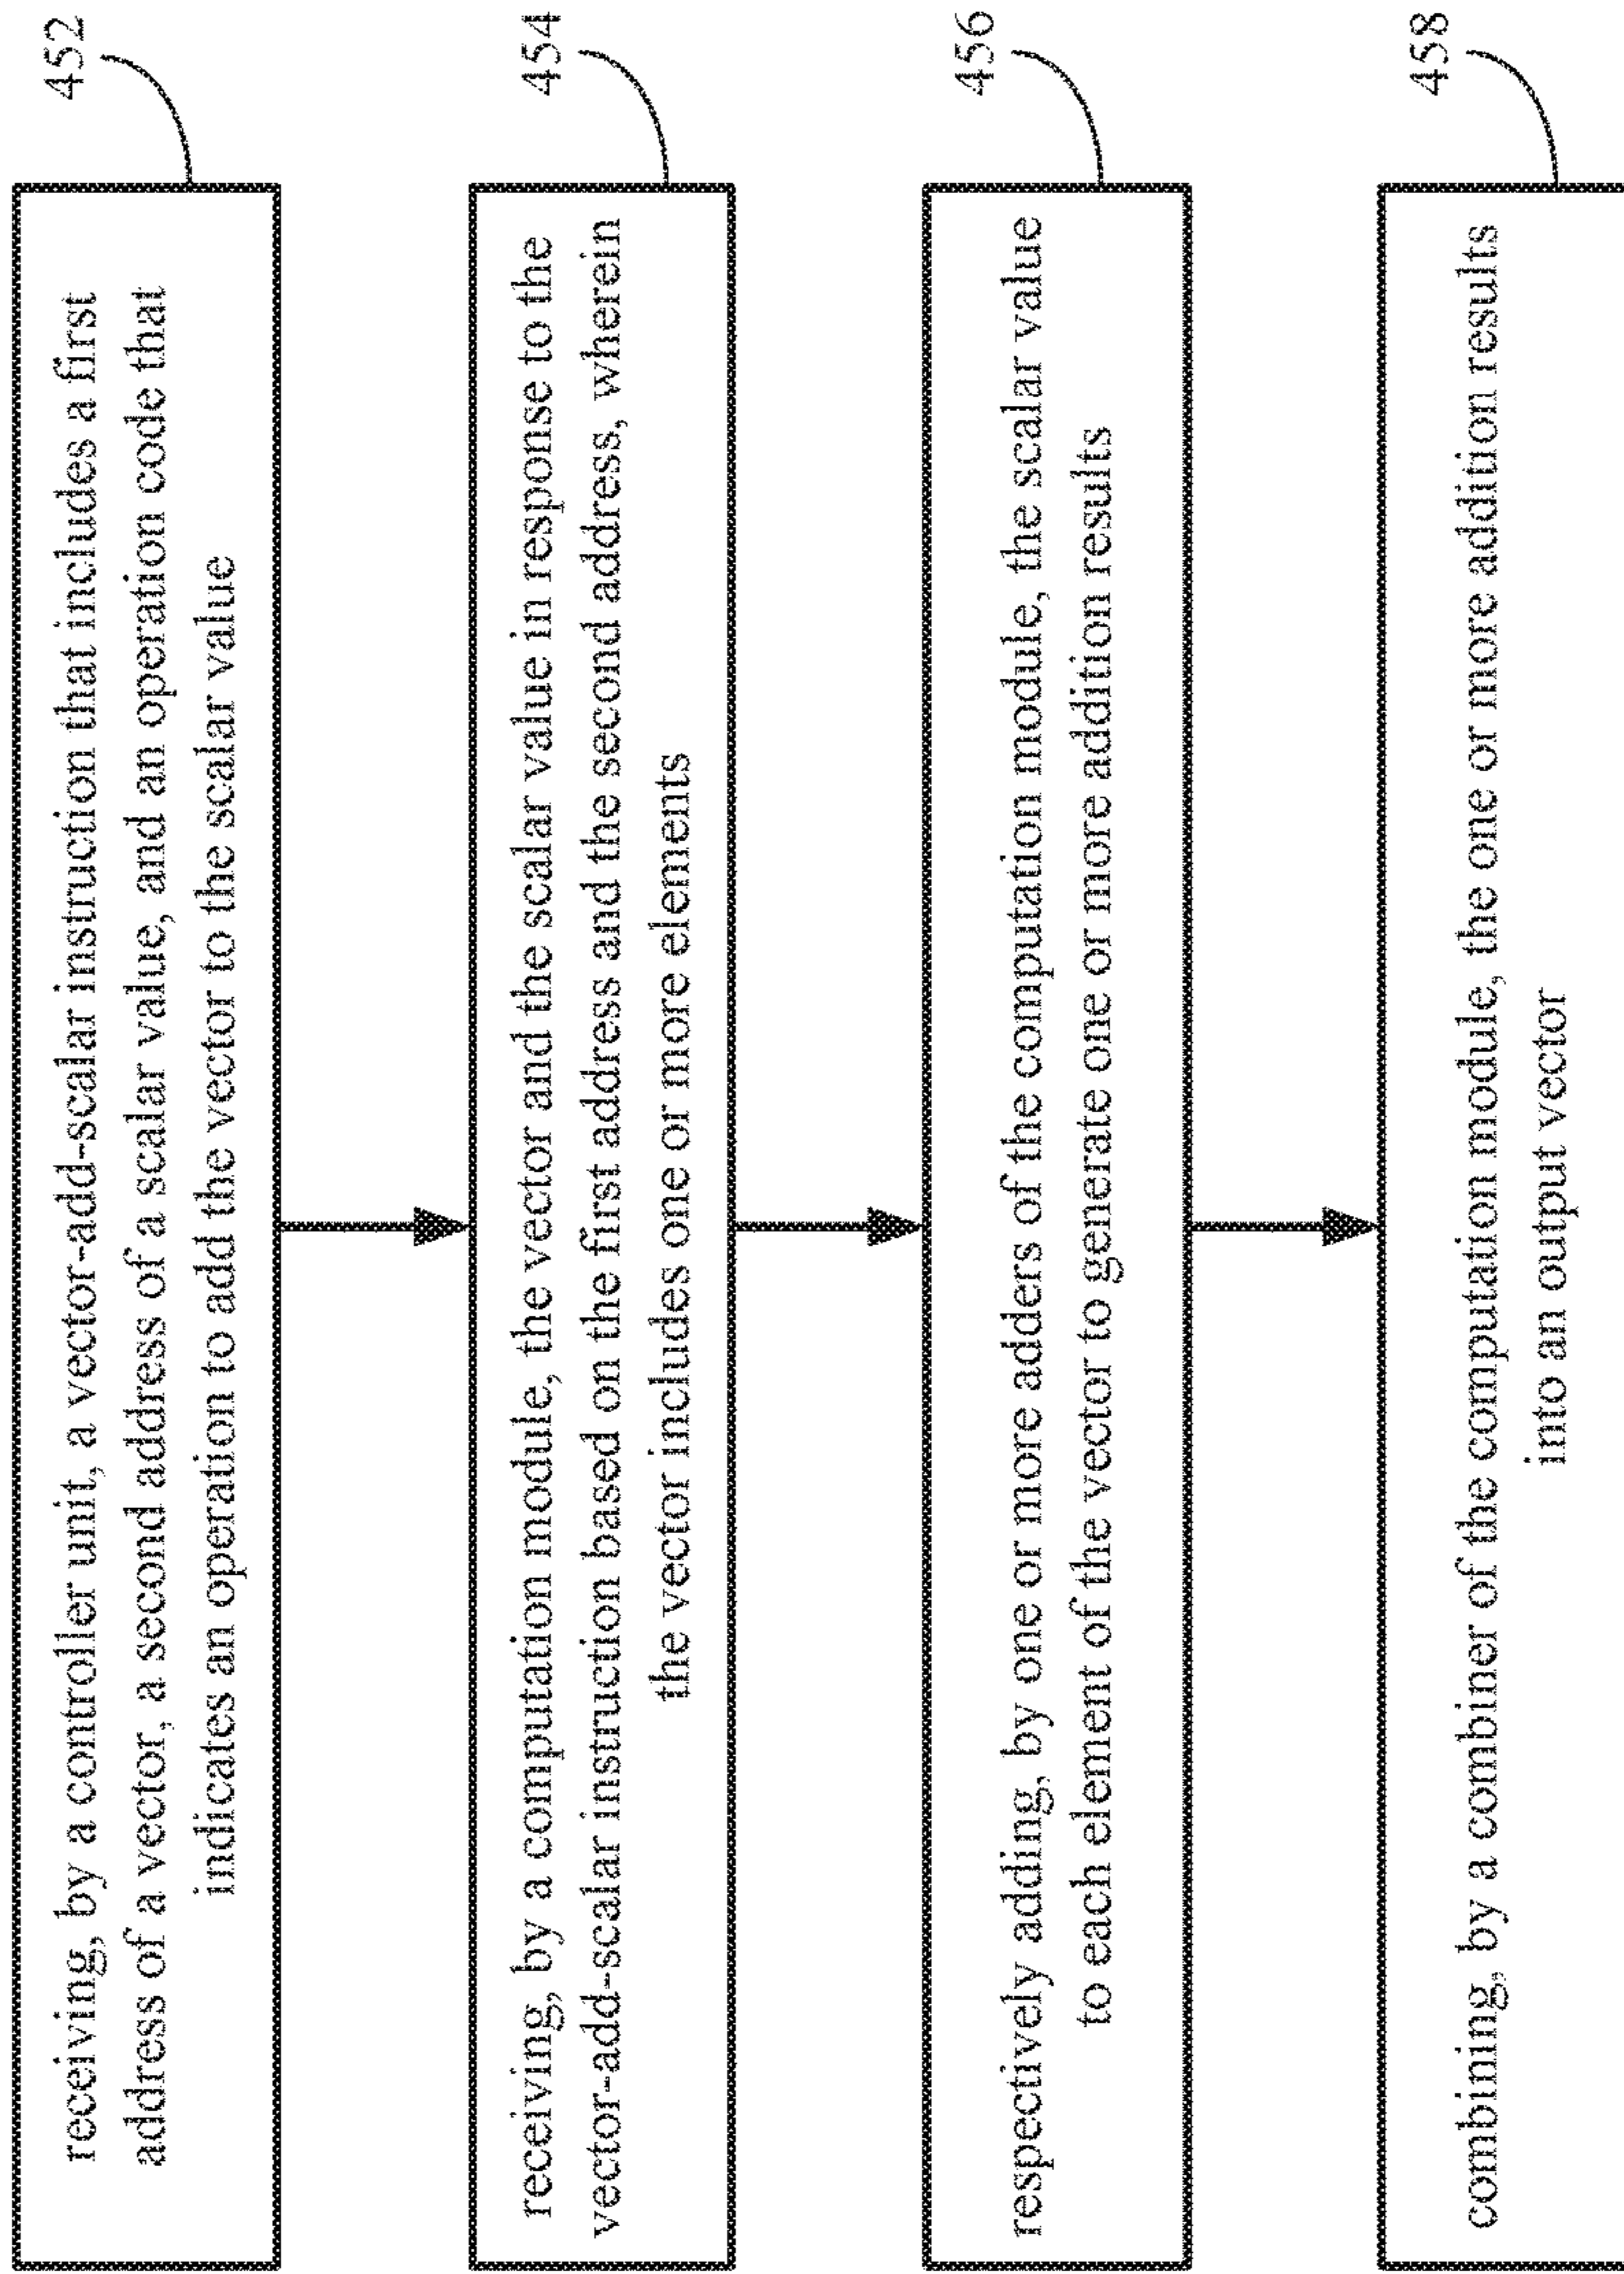 452
receiving, by a controller unit, a vector-add-scalar instruction that includes a first
address of a vector, a second address of a scalar value, and an operation code that
indicates an operation to add the vector to the scalar value
454
receiving, by a computation module, the vector and the scalar value in response to the
vector-add-scalar instruction based on the first address and the second address, wherein
the vector includes one or more elements
456
respectively adding, by one or more adders of the computation module, the scalar value
to each element of the vector to generate one or more addition results
458
combining, by a combiner of the computation module, the one or more addition results
into an output vector